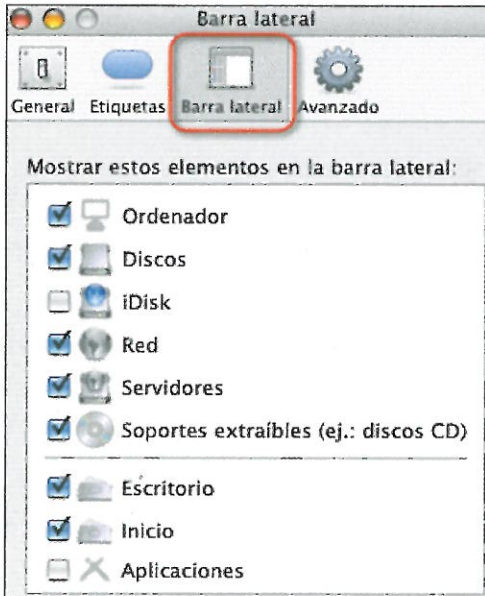 Barra lateral
General Etiquetas Barra lateral Avanzado
Mostrar estos elementos en la barra lateral:
Ordenador
Discos
iDisk
Red
Servidores
Soportes extraíbles (ej.: discos CD)
Escritorio
Inicio
Aplicaciones